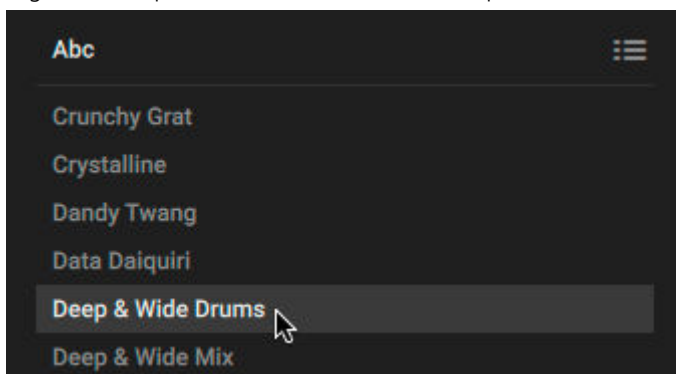 Abc
Crunchy Grat
Crystalline
Dandy Twang
Data Daiquiri
Deep & Wide Drums
Deep & Wide Mix